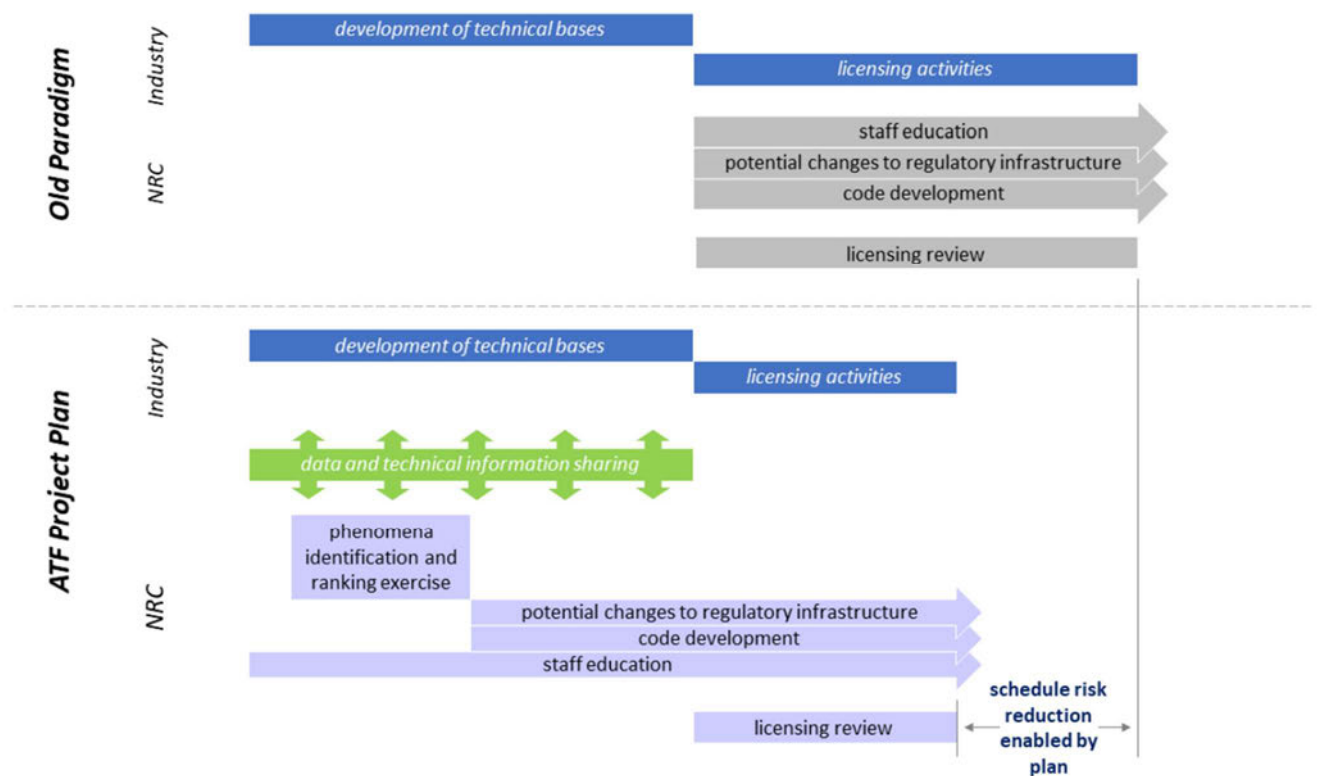 Old Paradigm
Industry
development of technical bases
licensing activities
NRC
staff education
potential changes to regulatory infrastructure
code development
licensing review
ATF Project Plan
Industry
development of technical bases
licensing activities
data and technical information sharing
NRC
phenomena
identification and
ranking exercise
potential changes to regulatory infrastructure
code development
staff education
licensing review
schedule risk
reduction
enabled by
plan